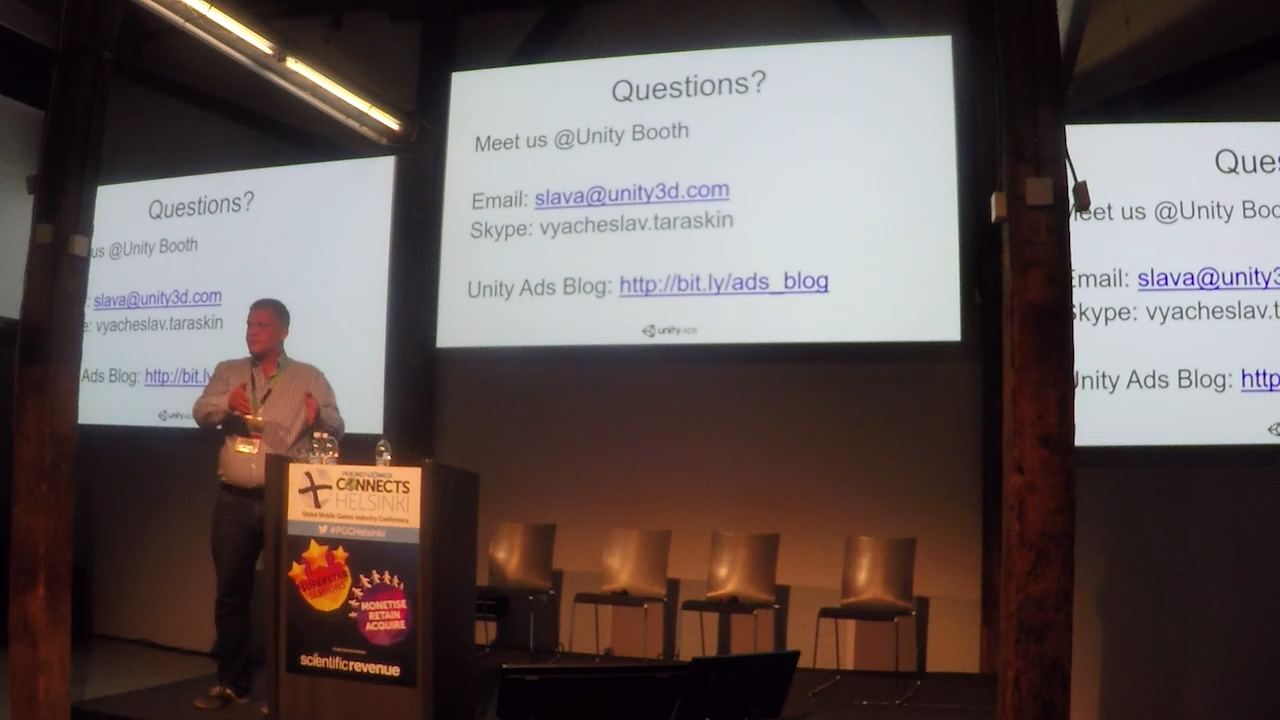 Questions?
Meet us @Unity Booth
Email: slava@unity3d.com
Skype: vyacheslav.taraskin
Unity Ads Blog: http://bit.ly/ads_blog
unity ADS
Questions?
us @Unity Booth
slava@unity3d.com
vyacheslav.taraskin
Ads Blog: http://bit.ly
unity
Ques
Meet us @Unity Boo
Email: slava@unity3
Skype: vyacheslav.t
Unity Ads Blog: http
CONNECTS
HELSINKI
Global Mobile Games Industry Conference
#PGCHelsinki
SUPERSTAR
MONETISE
RETAIN
ACQUIRE
scientificrevenue